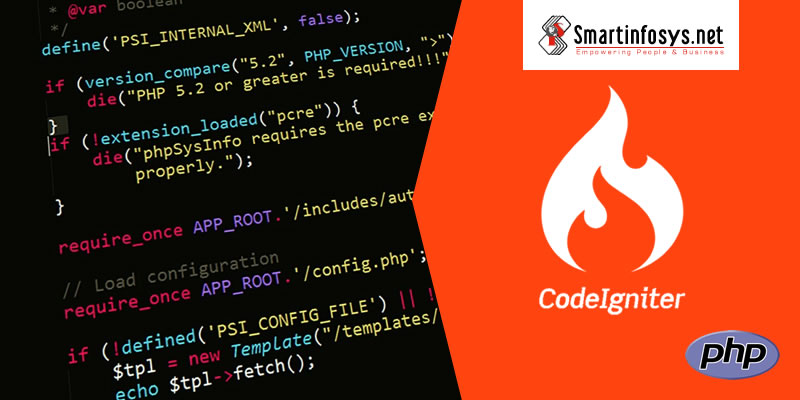 * @var boolean
*/
define('PSI_INTERNAL_XML', false);
if (version_compare("5.2", PHP_VERSION, ">")
die("PHP 5.2 or greater is required!!!"
}
if (!extension_loaded("pcre")) {
die("phpSysInfo requires the pcre ex
properly.");
}
require_once APP_ROOT.'/includes/aut
// Load configuration
require_once APP_ROOT.'/config.php';
if (!defined('PSI_CONFIG_FILE') || !
$tpl = new Template("/templates/
echo $tpl->fetch();
Smartinfosys.net
Empowering People & Business
CodeIgniter
php